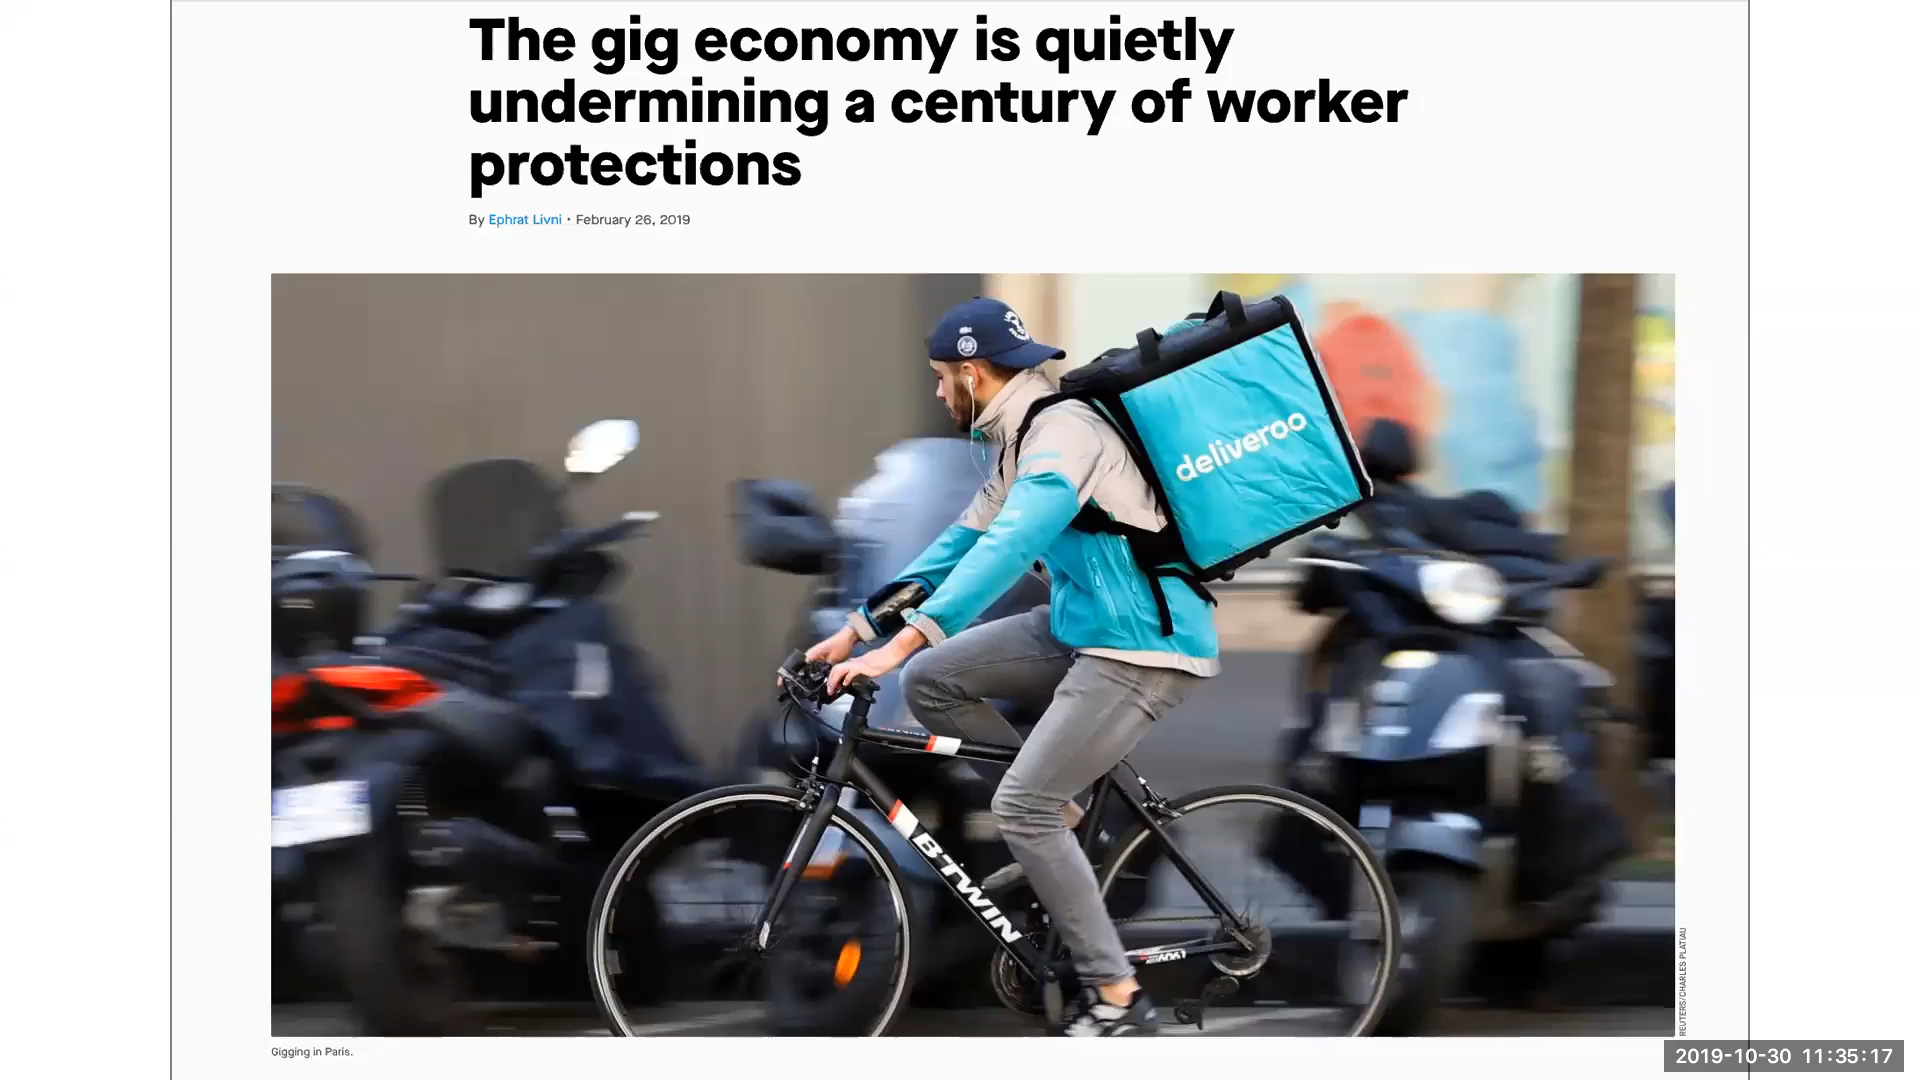 The gig economy is quietly
undermining a century of worker
protections
By Ephrat Livni • February 26, 2019
deliveroo
BTWIN
REUTERS/CHARLES PLATIAU
Gigging in Paris.
2019-10-30 11:35:17